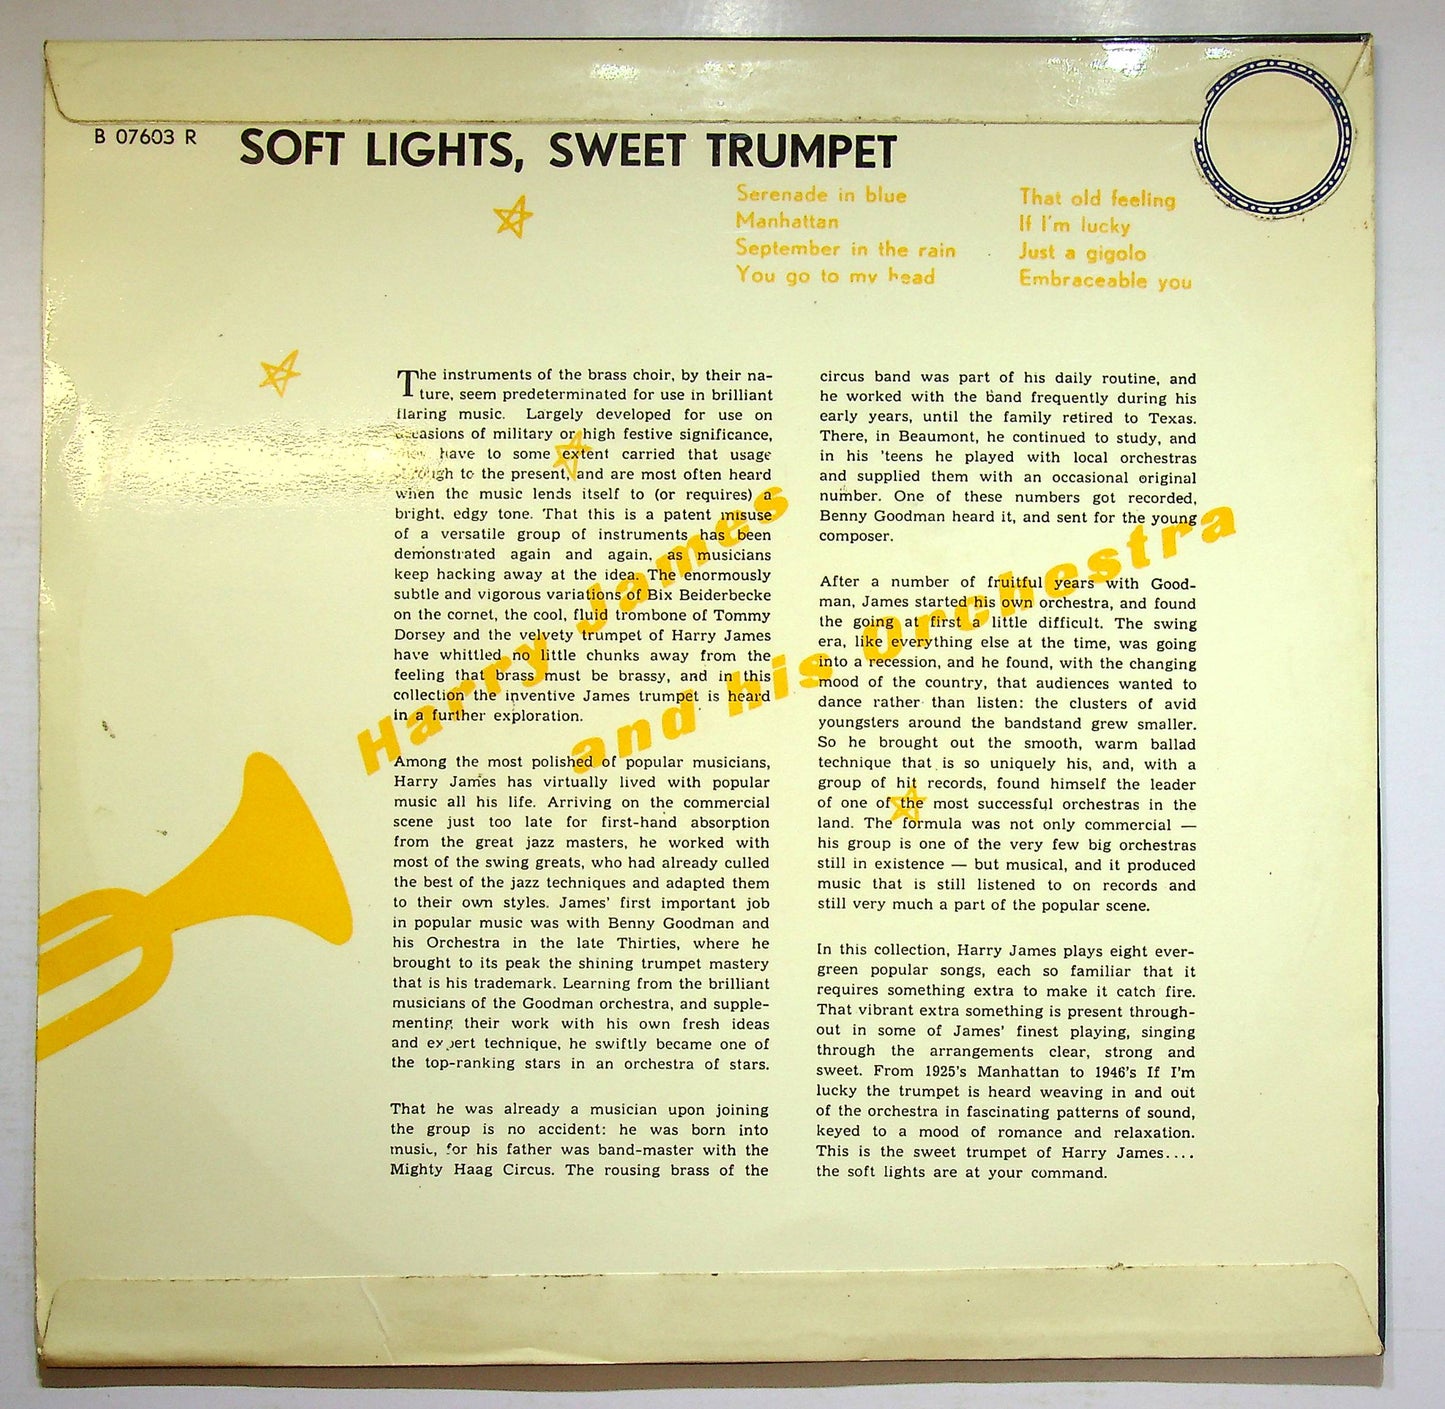 B 07603 R
SOFT LIGHTS, SWEET TRUMPET
Serenade in blue
Manhattan
September in the rain
You go to my head
That old feeling
If I'm lucky
Just a gigolo
Embraceable you
Harry James
and his Orchestra
The instruments of the brass choir, by their na-
ture, seem predeterminated for use in brilliant
flaring music. Largely developed for use on
occasions of military or high festive significance,
they have to some extent carried that usage
through to the present, and are most often heard
when the music lends itself to (or requires) a
bright, edgy tone. That this is a patent misuse
of a versatile group of instruments has been
demonstrated again and again, as musicians
keep hacking away at the idea. The enormously
subtle and vigorous variations of Bix Beiderbecke
on the cornet, the cool, fluid trombone of Tommy
Dorsey and the velvety trumpet of Harry James
have whittled no little chunks away from the
feeling that brass must be brassy, and in this
collection the inventive James trumpet is heard
in a further exploration.
Among the most polished of popular musicians,
Harry James has virtually lived with popular
music all his life. Arriving on the commercial
scene just too late for first-hand absorption
from the great jazz masters, he worked with
most of the swing greats, who had already culled
the best of the jazz techniques and adapted them
to their own styles. James' first important job
in popular music was with Benny Goodman and
his Orchestra in the late Thirties, where he
brought to its peak the shining trumpet mastery
that is his trademark. Learning from the brilliant
musicians of the Goodman orchestra, and supple-
menting their work with his own fresh ideas
and expert technique, he swiftly became one of
the top-ranking stars in an orchestra of stars.
That he was already a musician upon joining
the group is no accident: he was born into
music, for his father was band-master with the
Mighty Haag Circus. The rousing brass of the
circus band was part of his daily routine, and
he worked with the band frequently during his
early years, until the family retired to Texas.
There, in Beaumont, he continued to study, and
in his 'teens he played with local orchestras
and supplied them with an occasional original
number. One of these numbers got recorded,
Benny Goodman heard it, and sent for the young
composer.
After a number of fruitful years with Good-
man, James started his own orchestra, and found
the going at first a little difficult. The swing
era, like everything else at the time, was going
into a recession, and he found, with the changing
mood of the country, that audiences wanted to
dance rather than listen: the clusters of avid
youngsters around the bandstand grew smaller.
So he brought out the smooth, warm ballad
technique that is so uniquely his, and, with a
group of hit records, found himself the leader
of one of the most successful orchestras in the
land. The formula was not only commercial —
his group is one of the very few big orchestras
still in existence — but musical, and it produced
music that is still listened to on records and
still very much a part of the popular scene.
In this collection, Harry James plays eight ever-
green popular songs, each so familiar that it
requires something extra to make it catch fire.
That vibrant extra something is present through-
out in some of James' finest playing, singing
through the arrangements clear, strong and
sweet. From 1925's Manhattan to 1946's If I'm
lucky the trumpet is heard weaving in and out
of the orchestra in fascinating patterns of sound,
keyed to a mood of romance and relaxation.
This is the sweet trumpet of Harry James....
the soft lights are at your command.